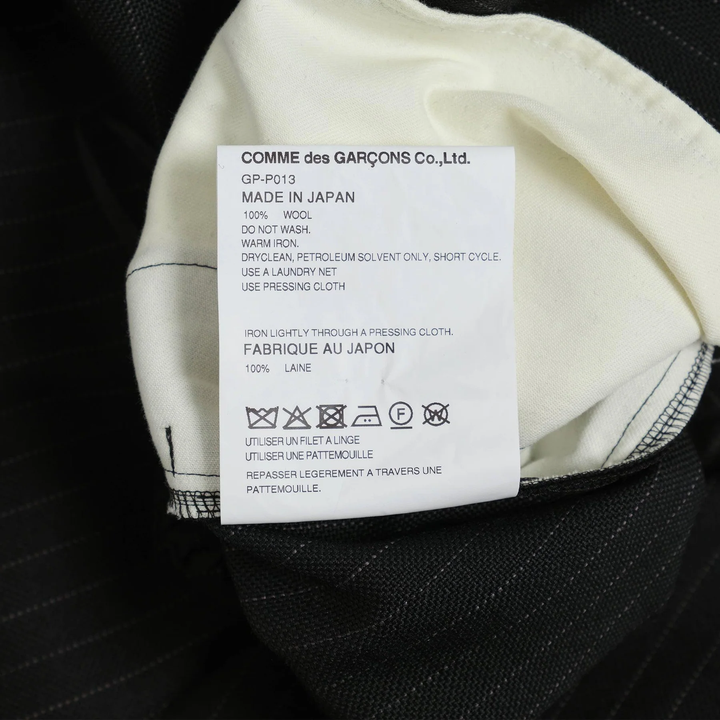 COMME des GARÇONS Co.,Ltd.
GP-P013
MADE IN JAPAN
100% WOOL
DO NOT WASH.
WARM IRON.
DRYCLEAN, PETROLEUM SOLVENT ONLY, SHORT CYCLE.
USE A LAUNDRY NET
USE PRESSING CLOTH
IRON LIGHTLY THROUGH A PRESSING CLOTH.
FABRIQUE AU JAPON
100% LAINE
F W
UTILISER UN FILET A LINGE
UTILISER UNE PATTEMOUILLE
REPASSER LEGEREMENT A TRAVERS UNE
PATTEMOUILLE.